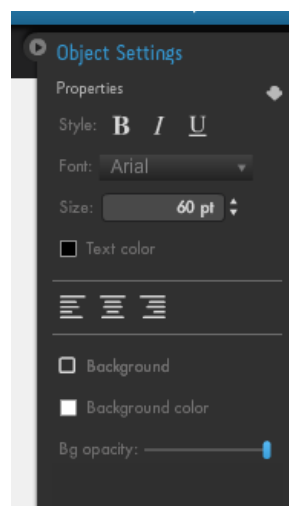 Object Settings
Properties
Style: B I U
Font: Arial
Size: 60 pt
Text color
Background
Background color
Bg opacity: